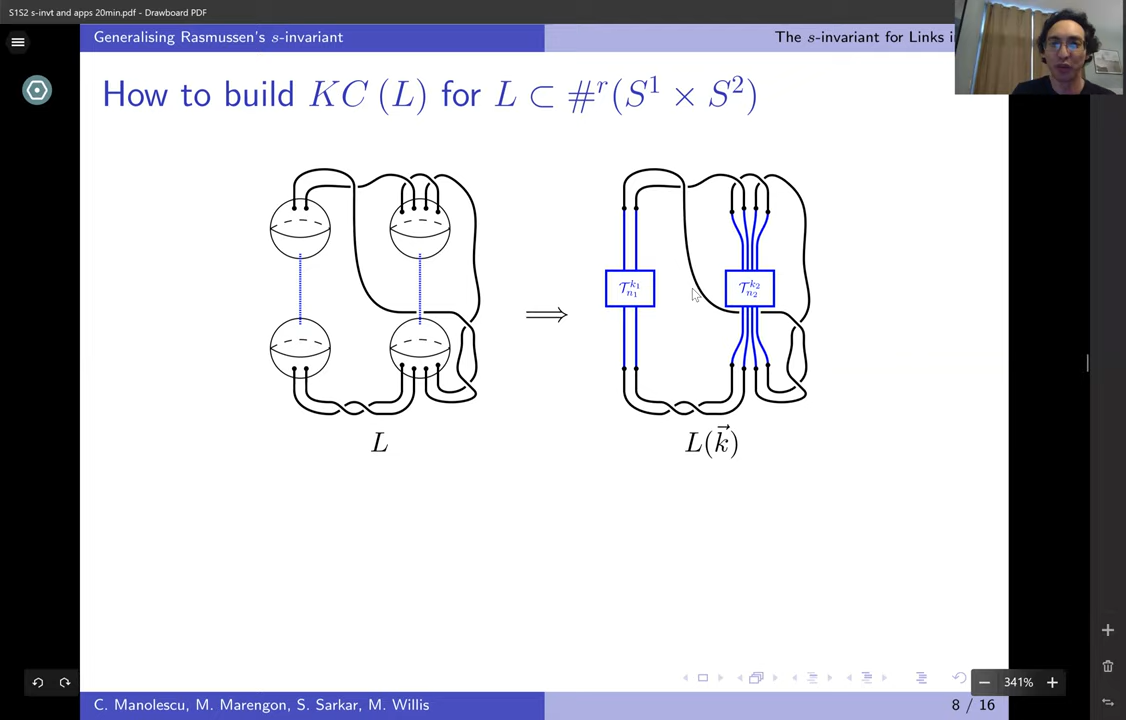 S1S2 s-invt and apps 20min.pdf - Drawboard PDF
Generalising Rasmussen's s-invariant
The s-invariant for Links i
How to build KC (L) for L ⊂ #^r(S^1 × S^2)
T_{n_1}^{k_1}
T_{n_2}^{k_2}
⟹
L
L(\vec{k})
341%
C. Manolescu, M. Marengon, S. Sarkar, M. Willis
8 / 16